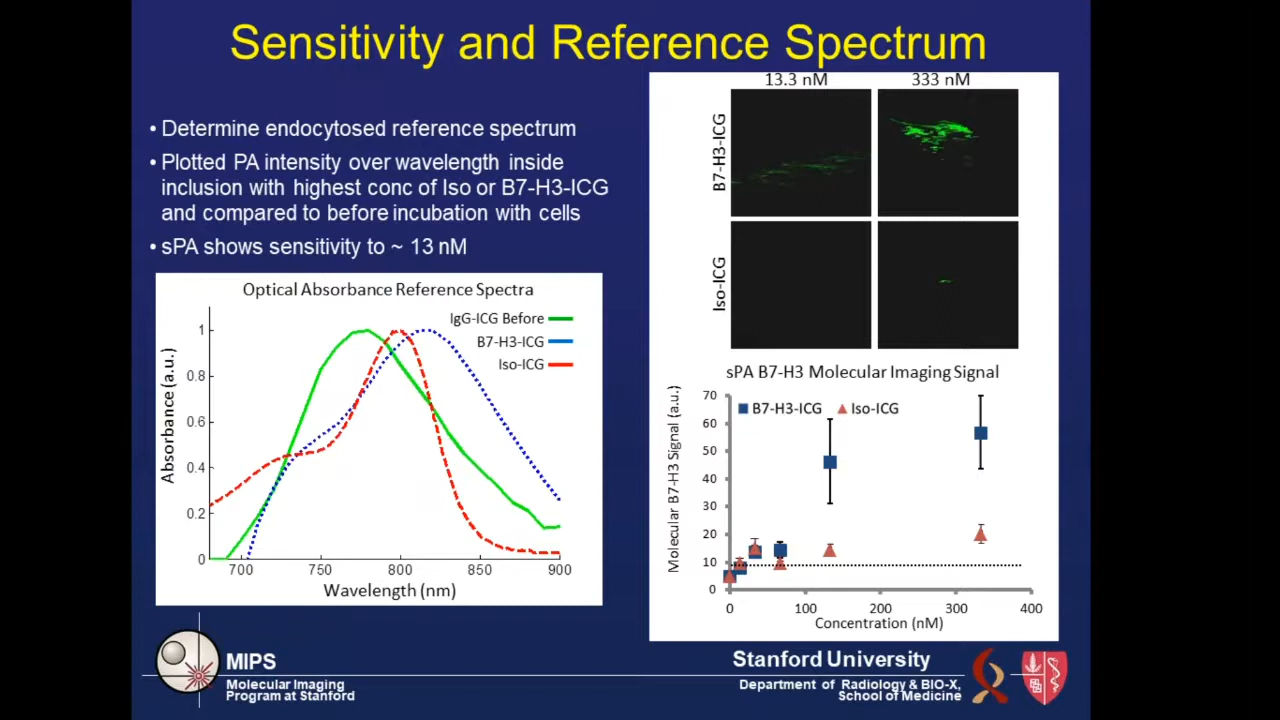 Sensitivity and Reference Spectrum
• Determine endocytosed reference spectrum
• Plotted PA intensity over wavelength inside
inclusion with highest conc of Iso or B7-H3-ICG
and compared to before incubation with cells
• sPA shows sensitivity to ~ 13 nM
Optical Absorbance Reference Spectra
IgG-ICG Before
B7-H3-ICG
Iso-ICG
Absorbance (a.u.)
1
0.8
0.6
0.4
0.2
0
700 750 800 850 900
Wavelength (nm)
13.3 nM 333 nM
B7-H3-ICG
Iso-ICG
sPA B7-H3 Molecular Imaging Signal
B7-H3-ICG Iso-ICG
Molecular B7-H3 Signal (a.u.)
70
60
50
40
30
20
10
0
0 100 200 300 400
Concentration (nM)
MIPS
Molecular Imaging
Program at Stanford
Stanford University
Department of Radiology & BIO-X,
School of Medicine